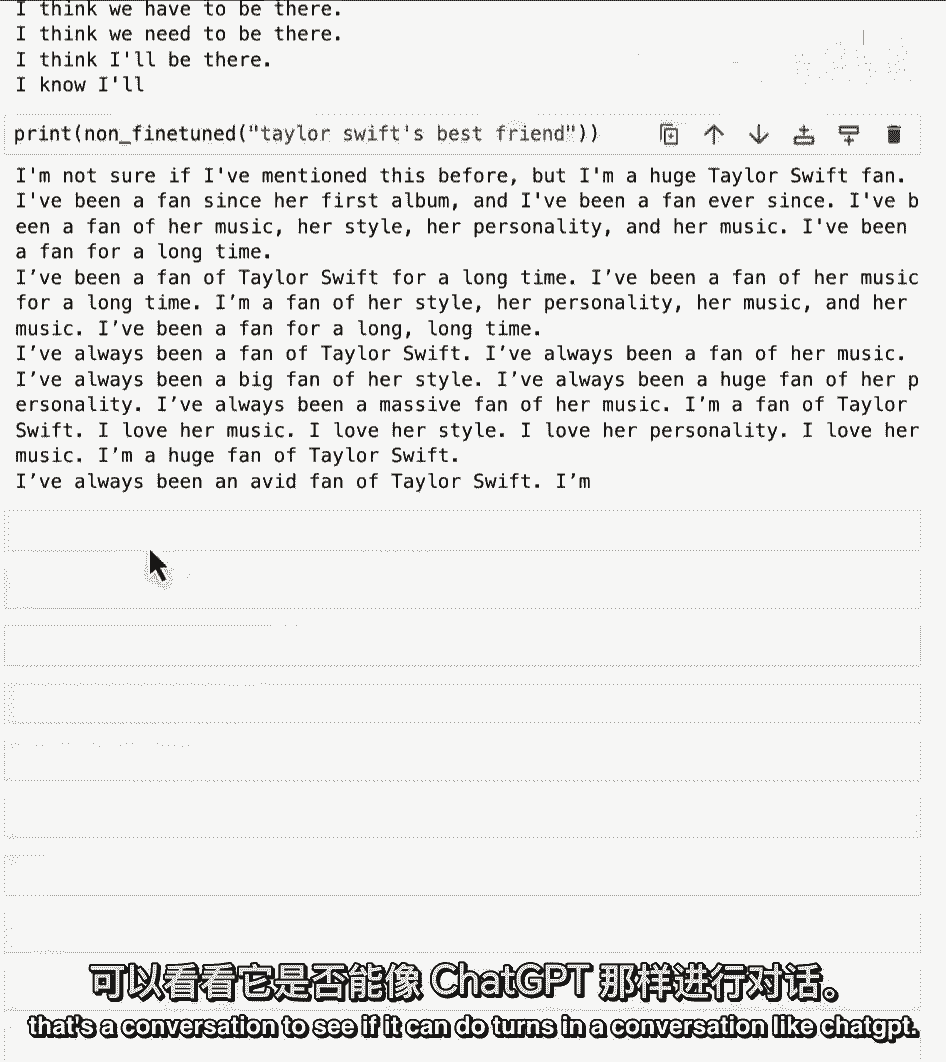 I think we have to be there.
I think we need to be there.
I think I'll be there.
I know I'll
print(non_finetuned("taylor swift's best friend"))
I'm not sure if I've mentioned this before, but I'm a huge Taylor Swift fan.
I've been a fan since her first album, and I've been a fan ever since. I've b
een a fan of her music, her style, her personality, and her music. I've been
a fan for a long time.
I’ve been a fan of Taylor Swift for a long time. I’ve been a fan of her music
for a long time. I’m a fan of her style, her personality, her music, and her
music. I’ve been a fan for a long, long time.
I’ve always been a fan of Taylor Swift. I’ve always been a fan of her music.
I’ve always been a big fan of her style. I’ve always been a huge fan of her p
ersonality. I’ve always been a massive fan of her music. I’m a fan of Taylor
Swift. I love her music. I love her style. I love her personality. I love her
music. I’m a huge fan of Taylor Swift.
I’ve always been an avid fan of Taylor Swift. I’m
可以看看它是否能像 ChatGPT 那样进行对话。
that's a conversation to see if it can do turns in a conversation like chatgpt.